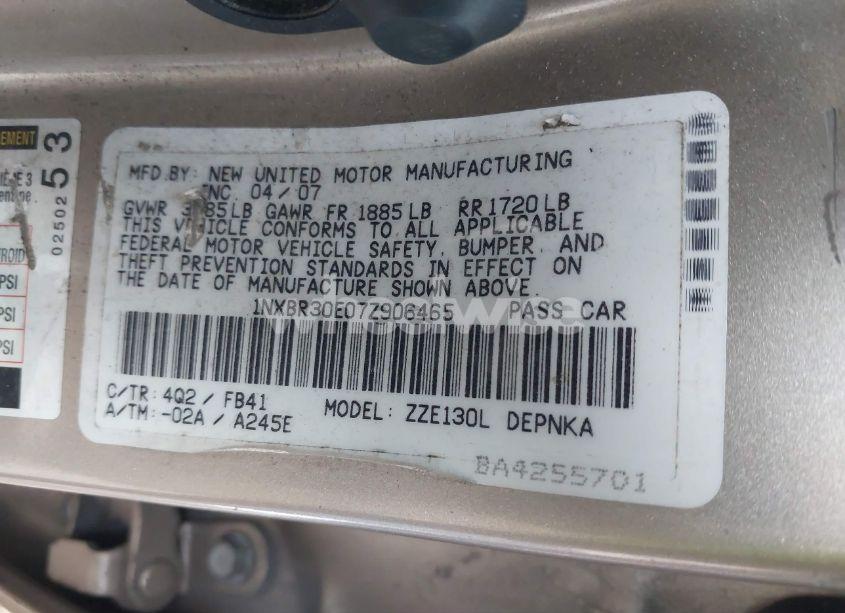 EMENT
53
02502
PSI
PSI
MFD.BY: NEW UNITED MOTOR MANUFACTURING
INC. 04/07
GVWR 85LB GAWR FR 1885LB RR1720LB
THIS VEHICLE CONFORMS TO ALL APPLICABLE
FEDERAL MOTOR VEHICLE SAFETY, BUMPER, AND
THEFT PREVENTION STANDARDS IN EFFECT ON
THE DATE OF MANUFACTURE SHOWN ABOVE.
1NXBR30E07Z906465 PASS CAR
C/TR: 4Q2 / FB41
A/TM: -02A / A245E
MODEL: ZZE130L DEPNKA
BA4255701